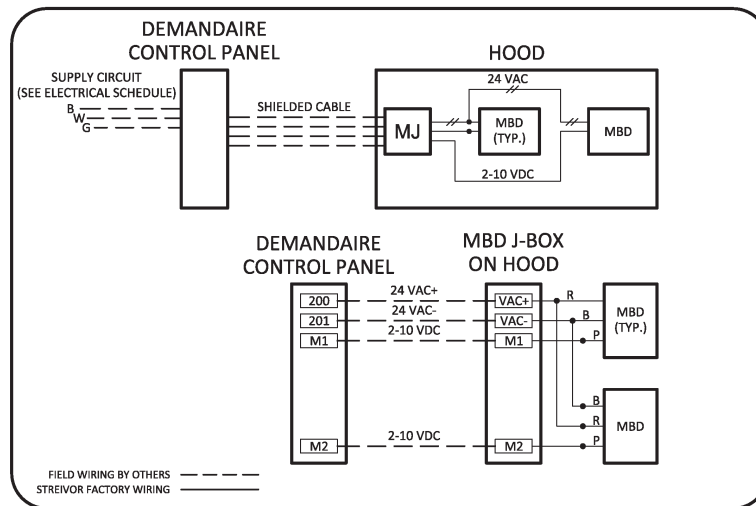 DEMANDAIRE
CONTROL PANEL
HOOD
SUPPLY CIRCUIT
(SEE ELECTRICAL SCHEDULE)
B
W
G
SHIELDED CABLE
24 VAC
MJ
MBD
(TYP.)
MBD
2-10 VDC
DEMANDAIRE
CONTROL PANEL
MBD J-BOX
ON HOOD
200
24 VAC+
VAC+
R
201
24 VAC-
VAC-
B
MBD
(TYP.)
M1
2-10 VDC
M1
P
B
R
MBD
M2
2-10 VDC
M2
P
FIELD WIRING BY OTHERS
STREIVOR FACTORY WIRING